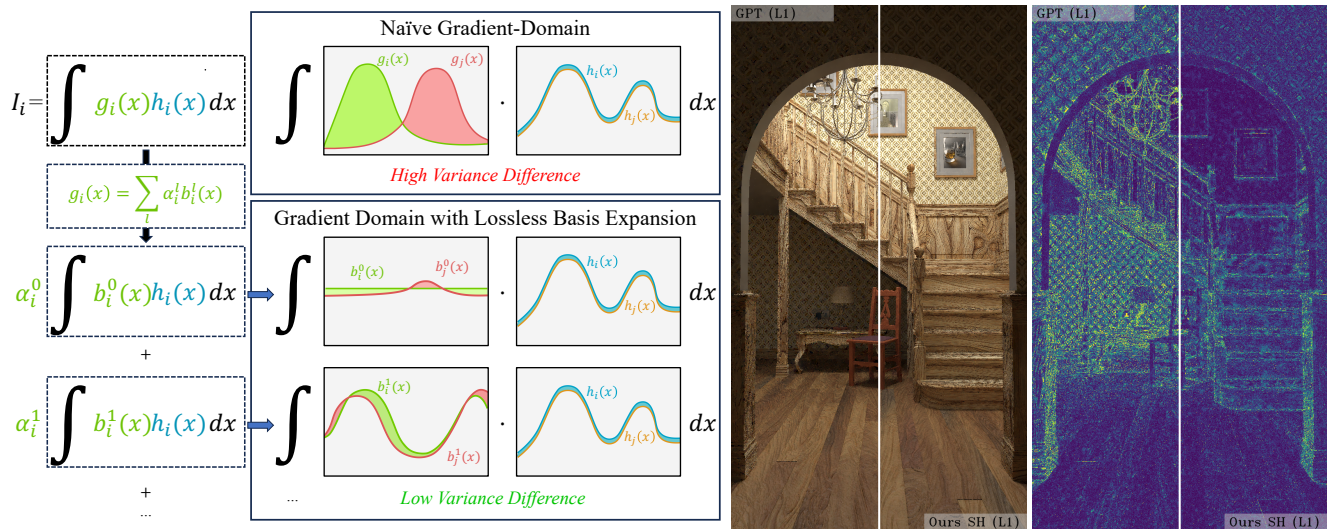 I_i = ∫ g_i(x)h_i(x) dx
g_i(x) = ∑_l α_i^l b_i^l(x)
α_i^0 ∫ b_i^0(x)h_i(x) dx
+
α_i^1 ∫ b_i^1(x)h_i(x) dx
+
...
Naïve Gradient-Domain
∫ g_i(x) g_j(x) · h_i(x) h_j(x) dx
High Variance Difference
Gradient Domain with Lossless Basis Expansion
∫ b_i^0(x) b_j^0(x) · h_i(x) h_j(x) dx
∫ b_i^1(x) b_j^1(x) · h_i(x) h_j(x) dx
...
Low Variance Difference
GPT (L1)
Ours SH (L1)
GPT (L1)
Ours SH (L1)